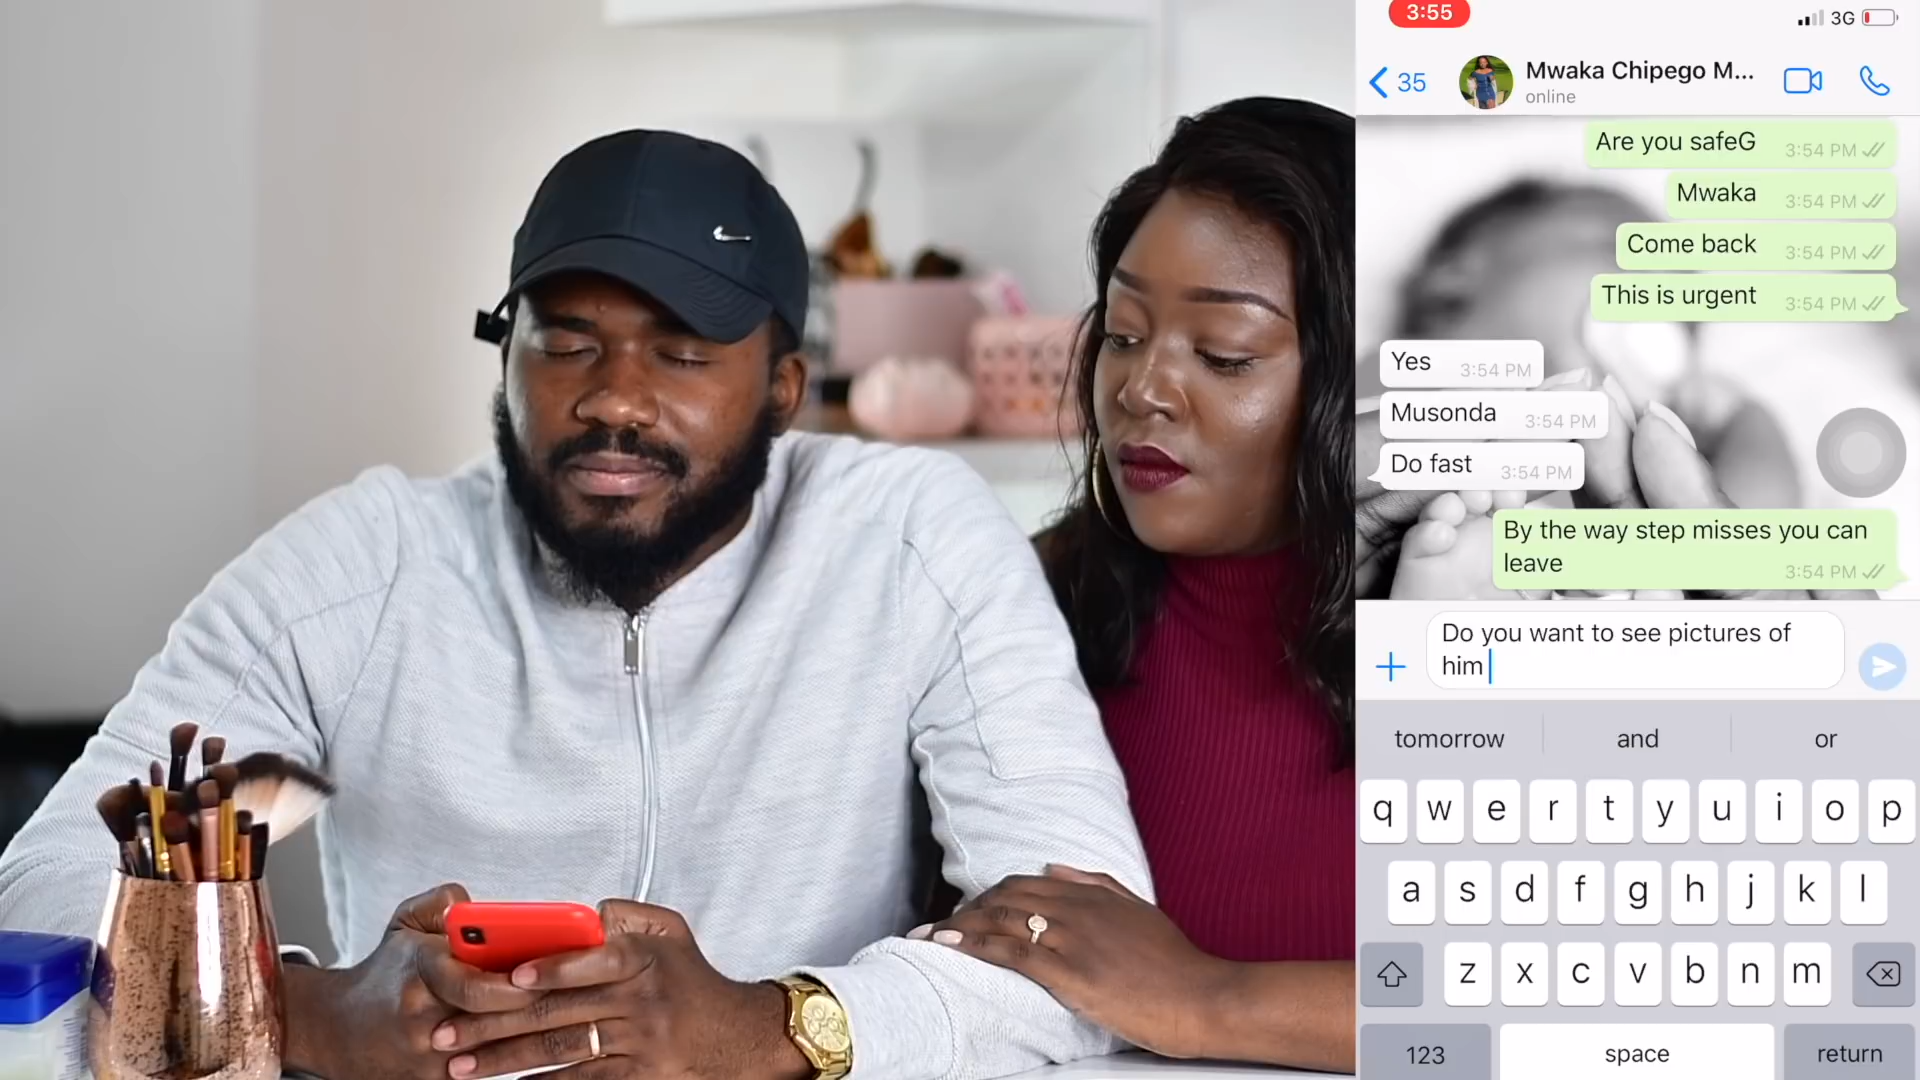 3:55
3G
35
Mwaka Chipego M...
online
Are you safeG 3:54 PM
Mwaka 3:54 PM
Come back 3:54 PM
This is urgent 3:54 PM
Yes 3:54 PM
Musonda 3:54 PM
Do fast 3:54 PM
By the way step misses you can
leave 3:54 PM
Do you want to see pictures of
him
tomorrow and or
q w e r t y u i o p
a s d f g h j k l
z x c v b n m
123 space return